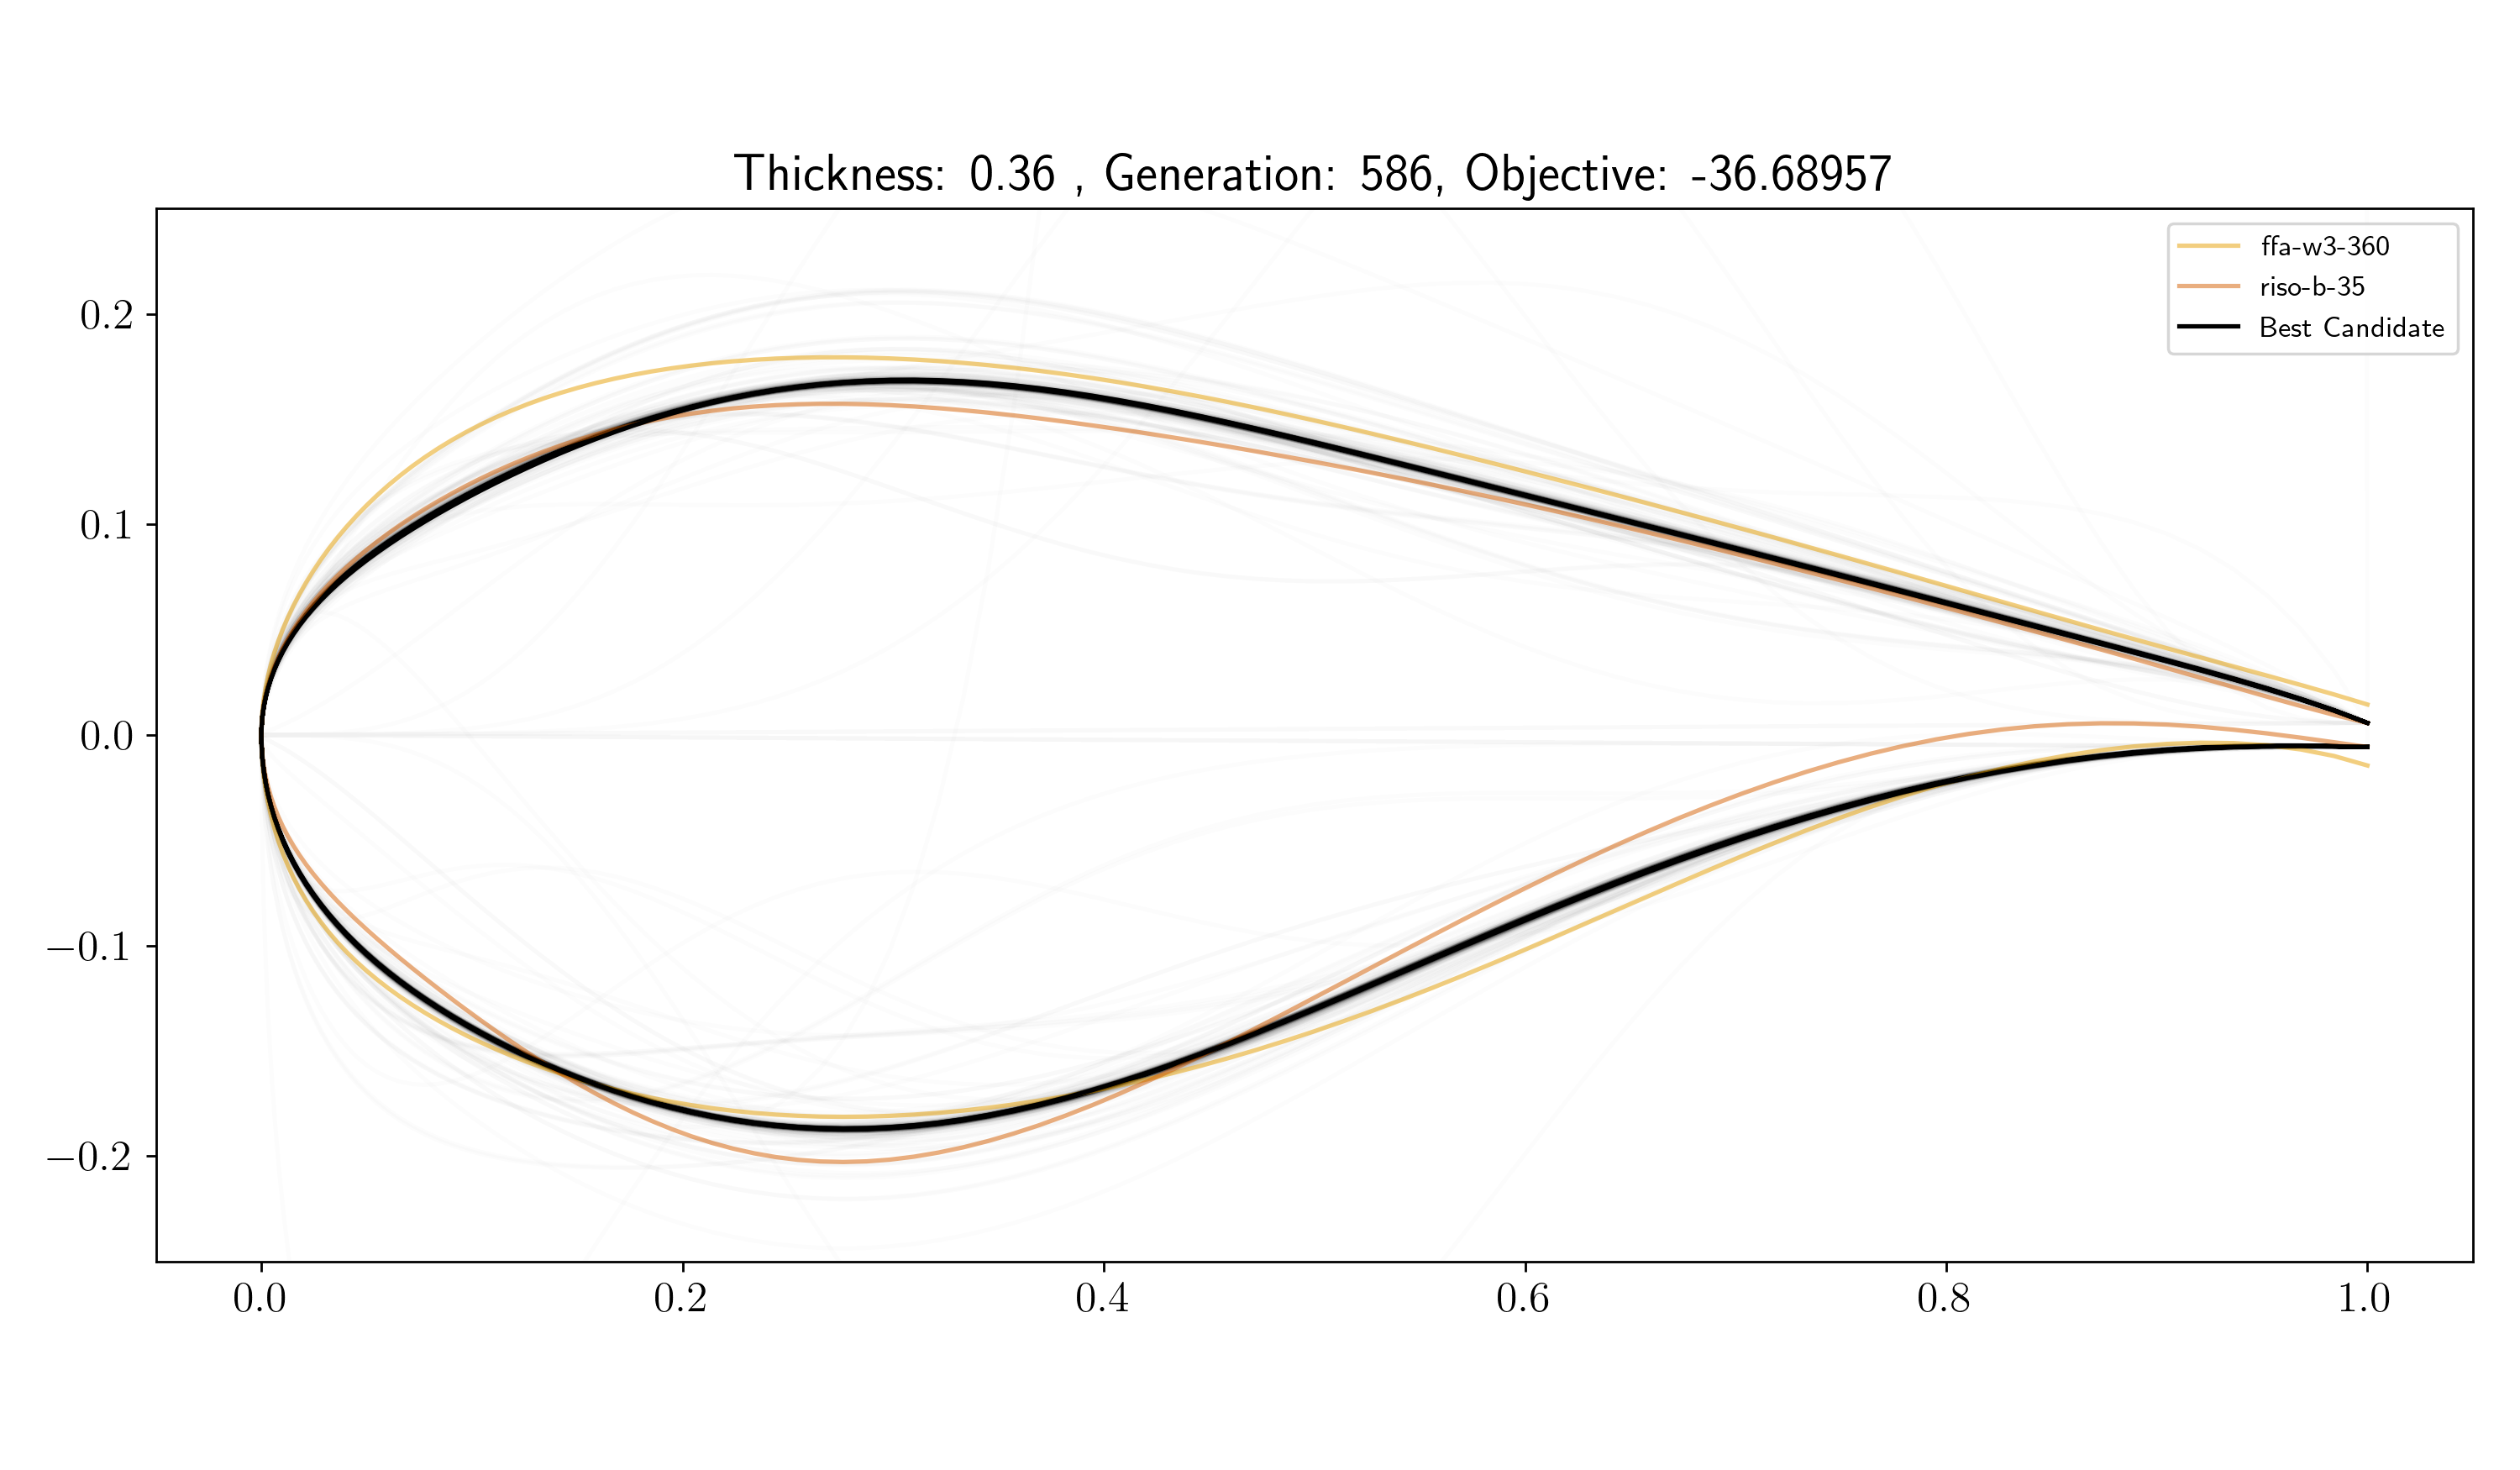 Thickness: 0.36 , Generation: 586, Objective: -36.68957
ffa-w3-360
riso-b-35
Best Candidate
0.2
0.1
0.0
−0.1
−0.2
0.0 0.2 0.4 0.6 0.8 1.0